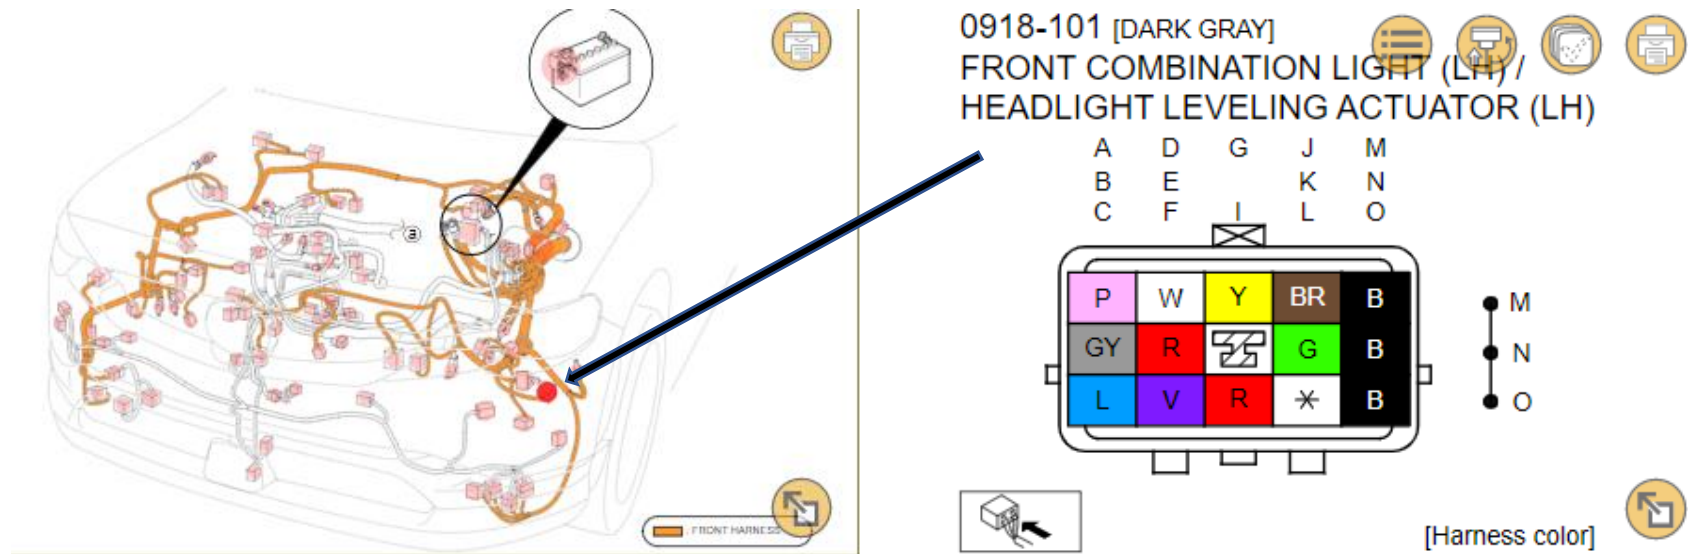 a
FRONT HARNESS
0918-101 [DARK GRAY]
FRONT COMBINATION LIGHT (LH) /
HEADLIGHT LEVELING ACTUATOR (LH)
A D G J M
B E K N
C F I L O
P W Y BR B
GY R G B
L V R * B
M
N
O
[Harness color]